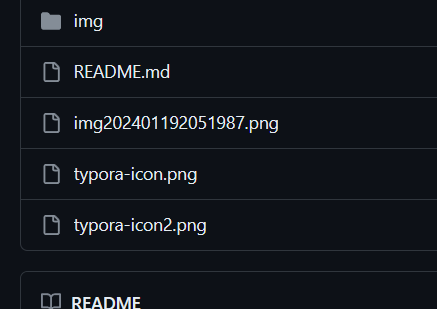 img
README.md
img202401192051987.png
typora-icon.png
typora-icon2.png
README